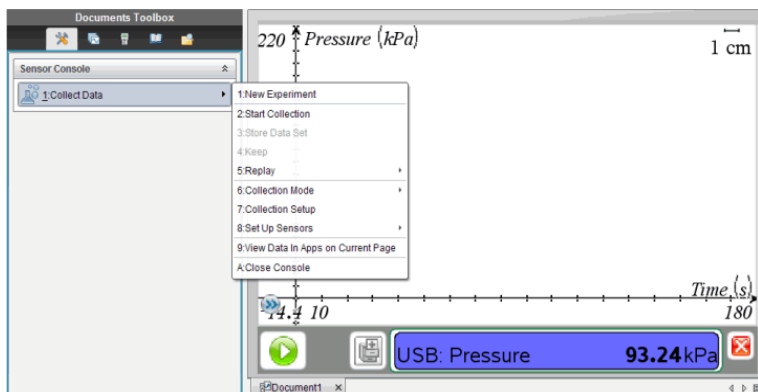 Documents Toolbox
Sensor Console
1:Collect Data
1:New Experiment
2:Start Collection
3:Store Data Set
4:Keep
5:Replay
6:Collection Mode
7:Collection Setup
8:Set Up Sensors
9:View Data In Apps on Current Page
A:Close Console
220 Pressure (kPa)
1 cm
Time (s)
-14.4 10 180
USB: Pressure 93.24kPa
Document1